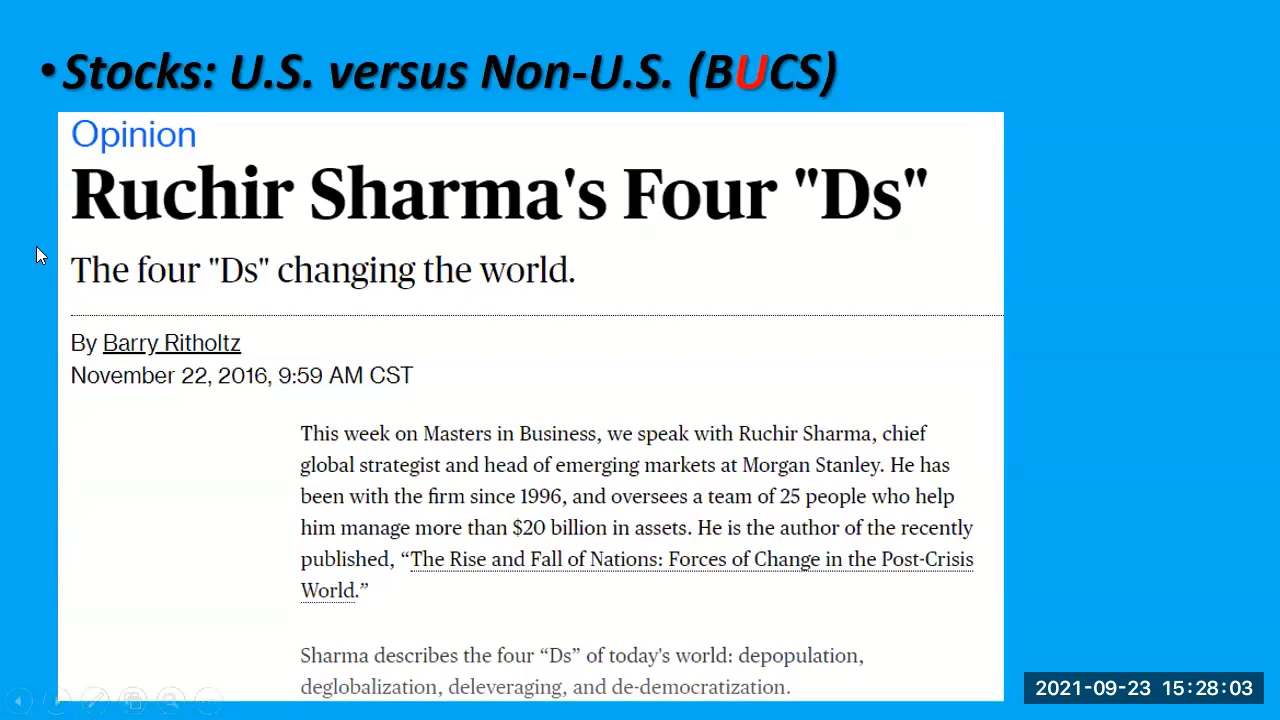 •Stocks: U.S. versus Non-U.S. (BUCS)
Opinion
Ruchir Sharma's Four "Ds"
The four "Ds" changing the world.
By Barry Ritholtz
November 22, 2016, 9:59 AM CST
This week on Masters in Business, we speak with Ruchir Sharma, chief
global strategist and head of emerging markets at Morgan Stanley. He has
been with the firm since 1996, and oversees a team of 25 people who help
him manage more than $20 billion in assets. He is the author of the recently
published, “The Rise and Fall of Nations: Forces of Change in the Post-Crisis
World.”
Sharma describes the four “Ds” of today's world: depopulation,
deglobalization, deleveraging, and de-democratization.
2021-09-23 15:28:03